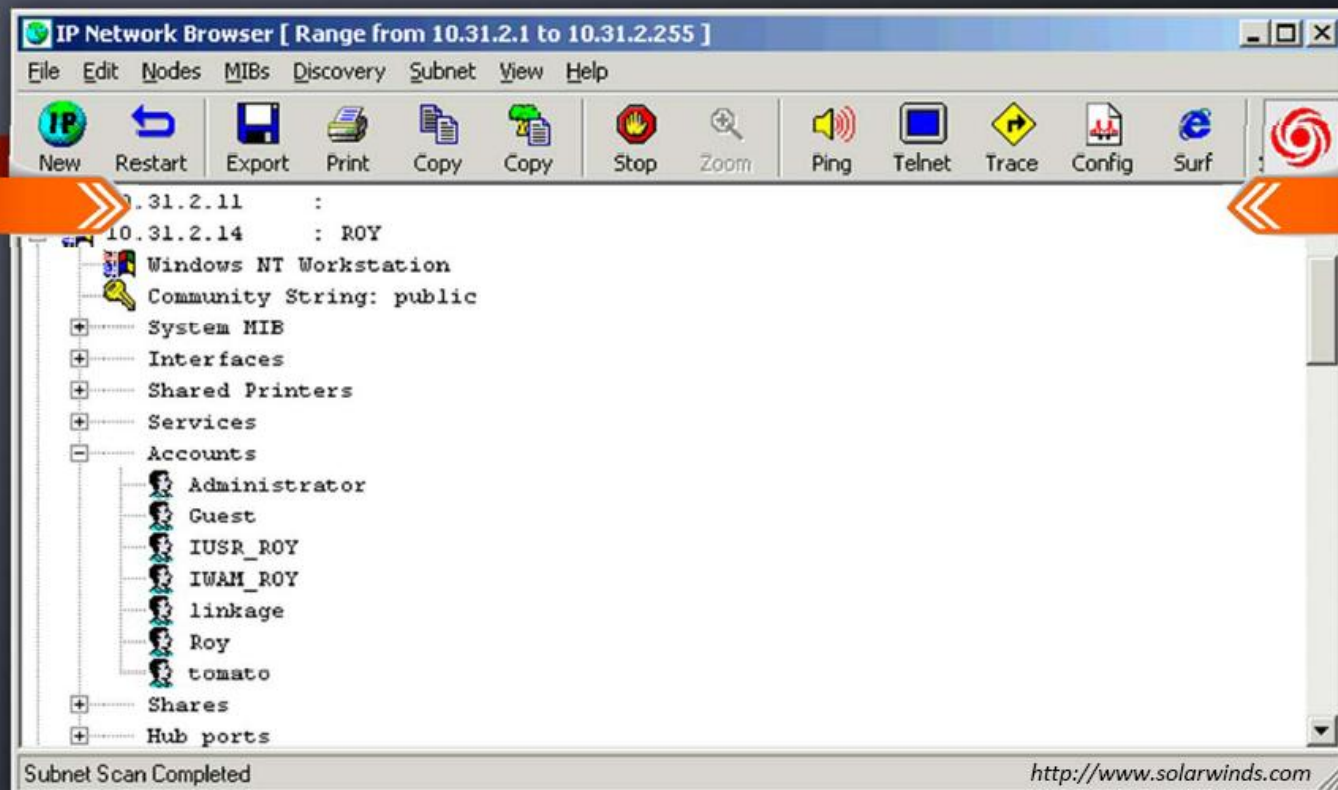 IP Network Browser [ Range from 10.31.2.1 to 10.31.2.255 ]
File Edit Nodes MIBs Discovery Subnet View Help
IP
New Restart Export Print Copy Copy Stop Zoom Ping Telnet Trace Config Surf
.31.2.11 :
10.31.2.14 : ROY
Windows NT Workstation
Community String: public
System MIB
Interfaces
Shared Printers
Services
Accounts
Administrator
Guest
IUSR_ROY
IWAM_ROY
linkage
Roy
tomato
Shares
Hub ports
Subnet Scan Completed http://www.solarwinds.com